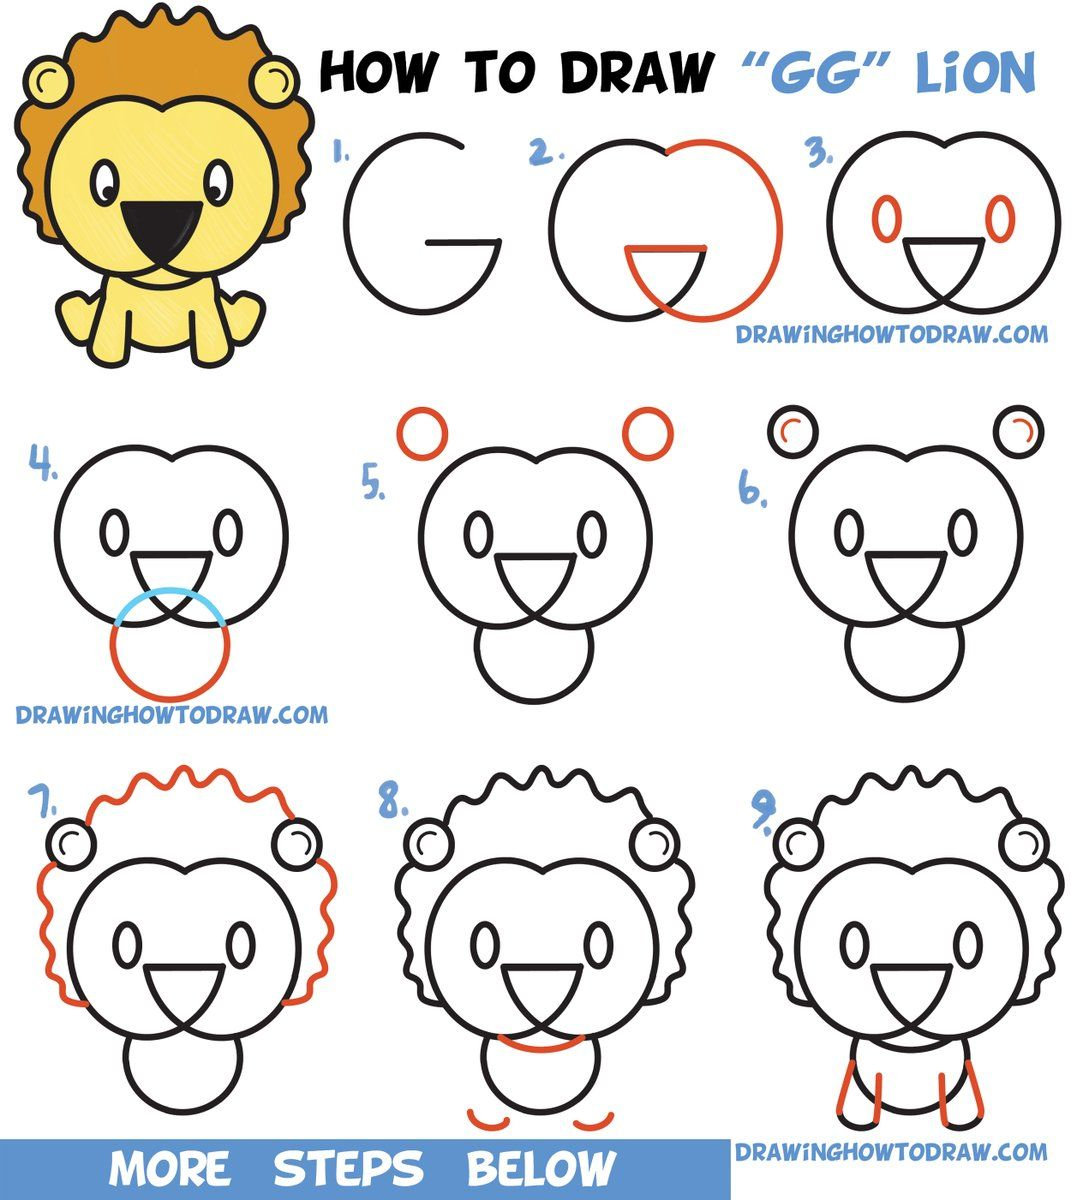 HOW TO DRAW "GG" LiON
1. 2. 3.
DRAWiNGHOWTODRAW.COM
4. 5. 6.
DRAWiNGHOWTODRAW.COM
7. 8. 9.
MORE STEPS BELOW
DRAWiNGHOWTODRAW.COM